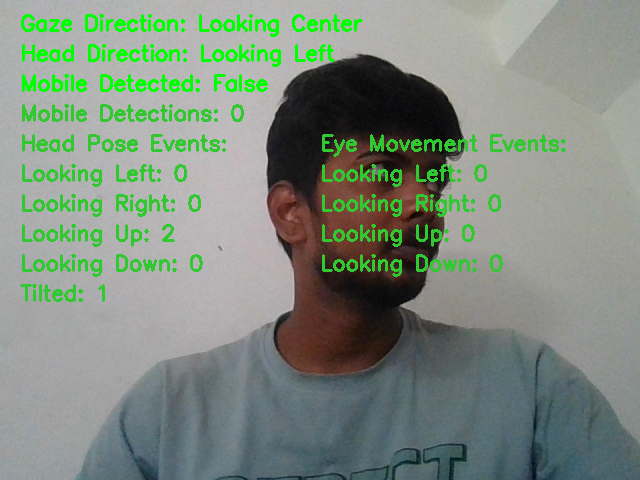 Gaze Direction: Looking Center
Head Direction: Looking Left
Mobile Detected: False
Mobile Detections: 0
Head Pose Events:
Looking Left: 0
Looking Right: 0
Looking Up: 2
Looking Down: 0
Tilted: 1
Eye Movement Events:
Looking Left: 0
Looking Right: 0
Looking Up: 0
Looking Down: 0